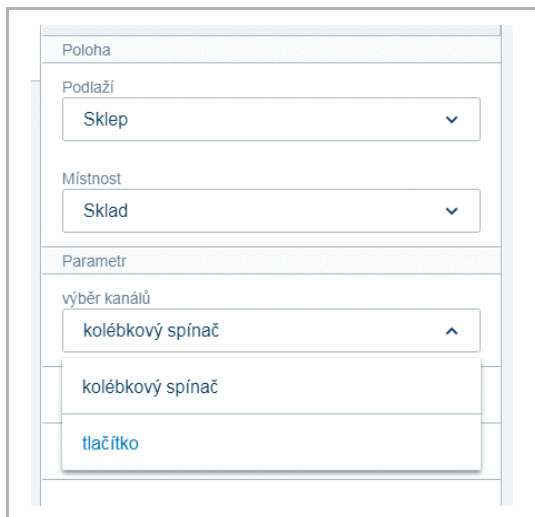 Poloha
Podlaží
Sklep
Místnost
Sklad
Parametr
výběr kanálů
kolébkový spínač
kolébkový spínač
tlačítko